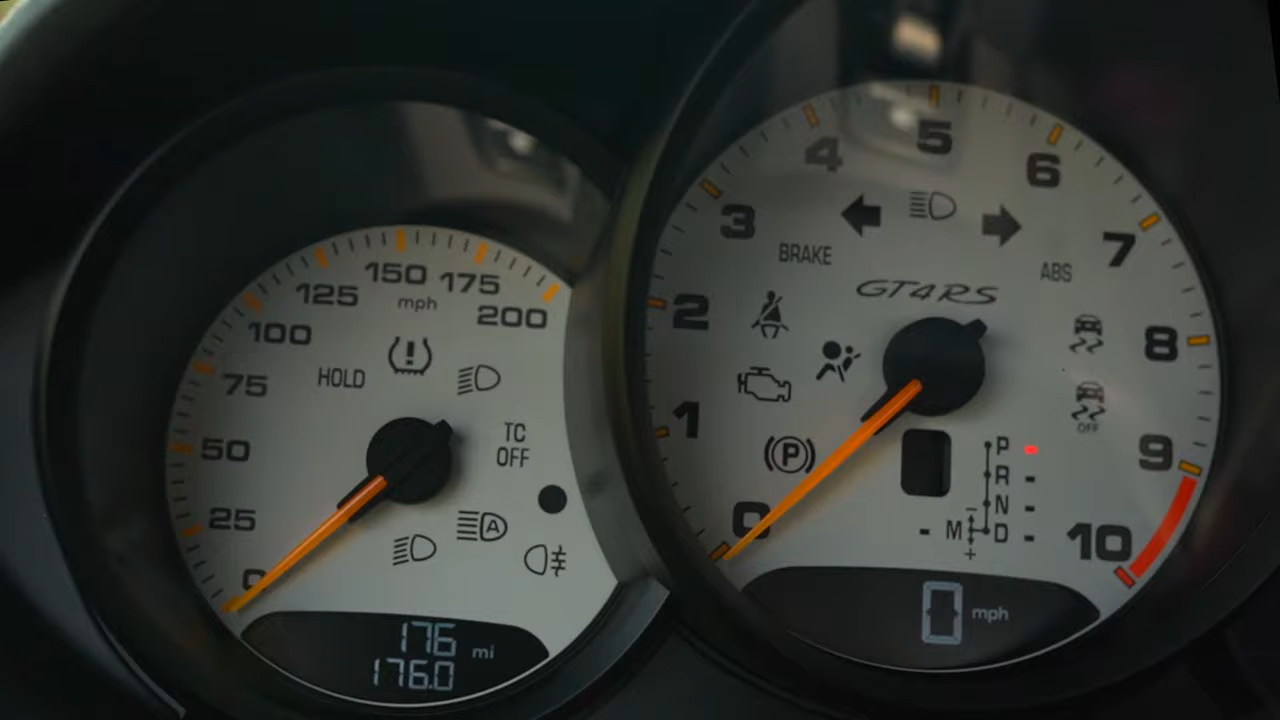 150
125 175
mph
100 200
75
HOLD
TC
OFF
50
25
A
0
176 mi
176.0
5
4 6
3 7
BRAKE ABS
GT4RS
2 8
1
OFF
P
9
P
R
N
- M D
+
0 10
0 mph